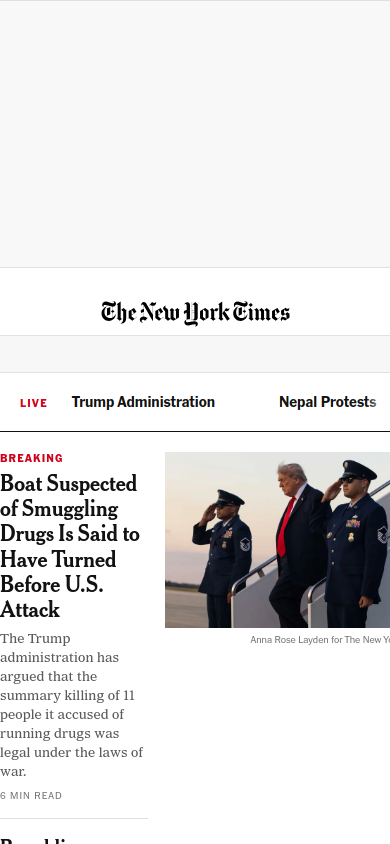 The New York Times
LIVE
Trump Administration
Nepal Protests
BREAKING
Boat Suspected
of Smuggling
Drugs Is Said to
Have Turned
Before U.S.
Attack
The Trump
administration has
argued that the
summary killing of 11
people it accused of
running drugs was
legal under the laws of
war.
6 MIN READ
Anna Rose Layden for The New Yo